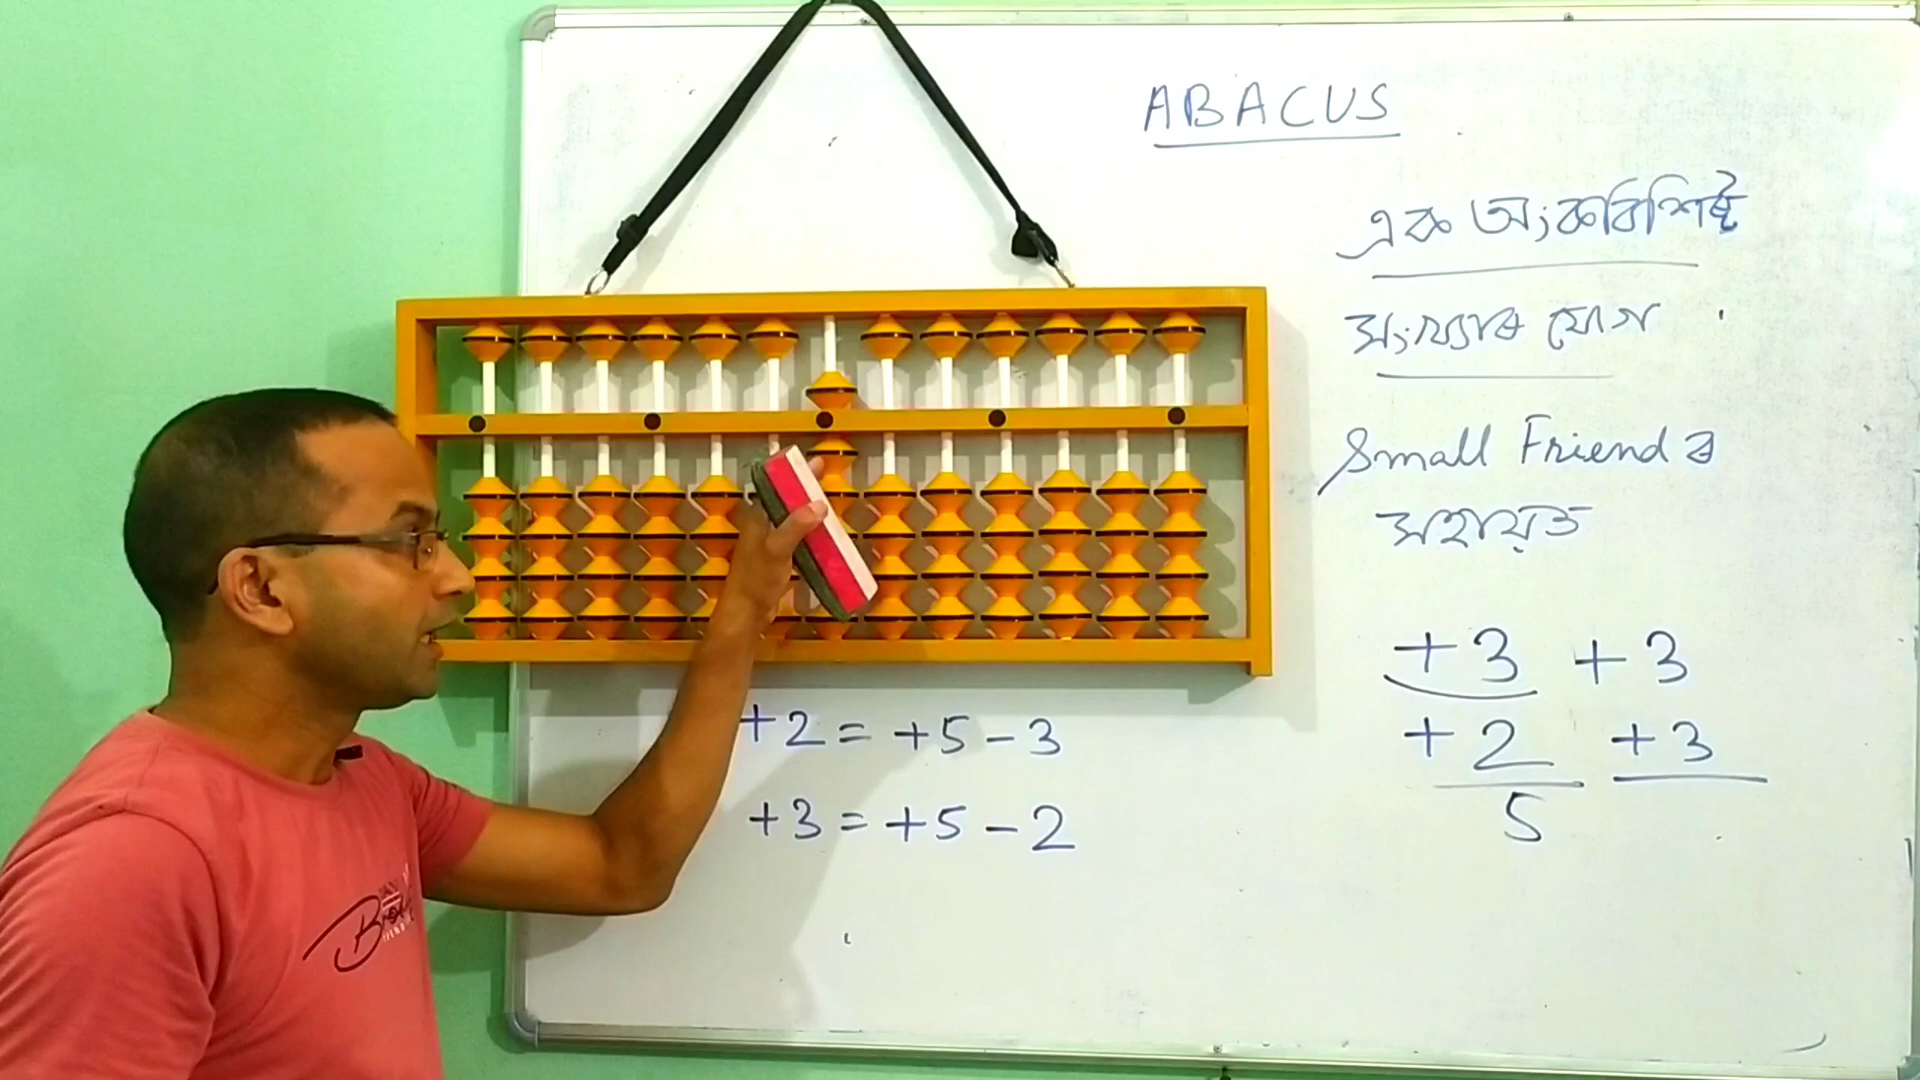 ABACUS
এক অংকবিশিষ্ট
সংখ্যাৰ যোগ
Small Friend ৰ
সহায়ত
+3 +3
+2 +3
5
+2 = +5 - 3
+3 = +5 - 2